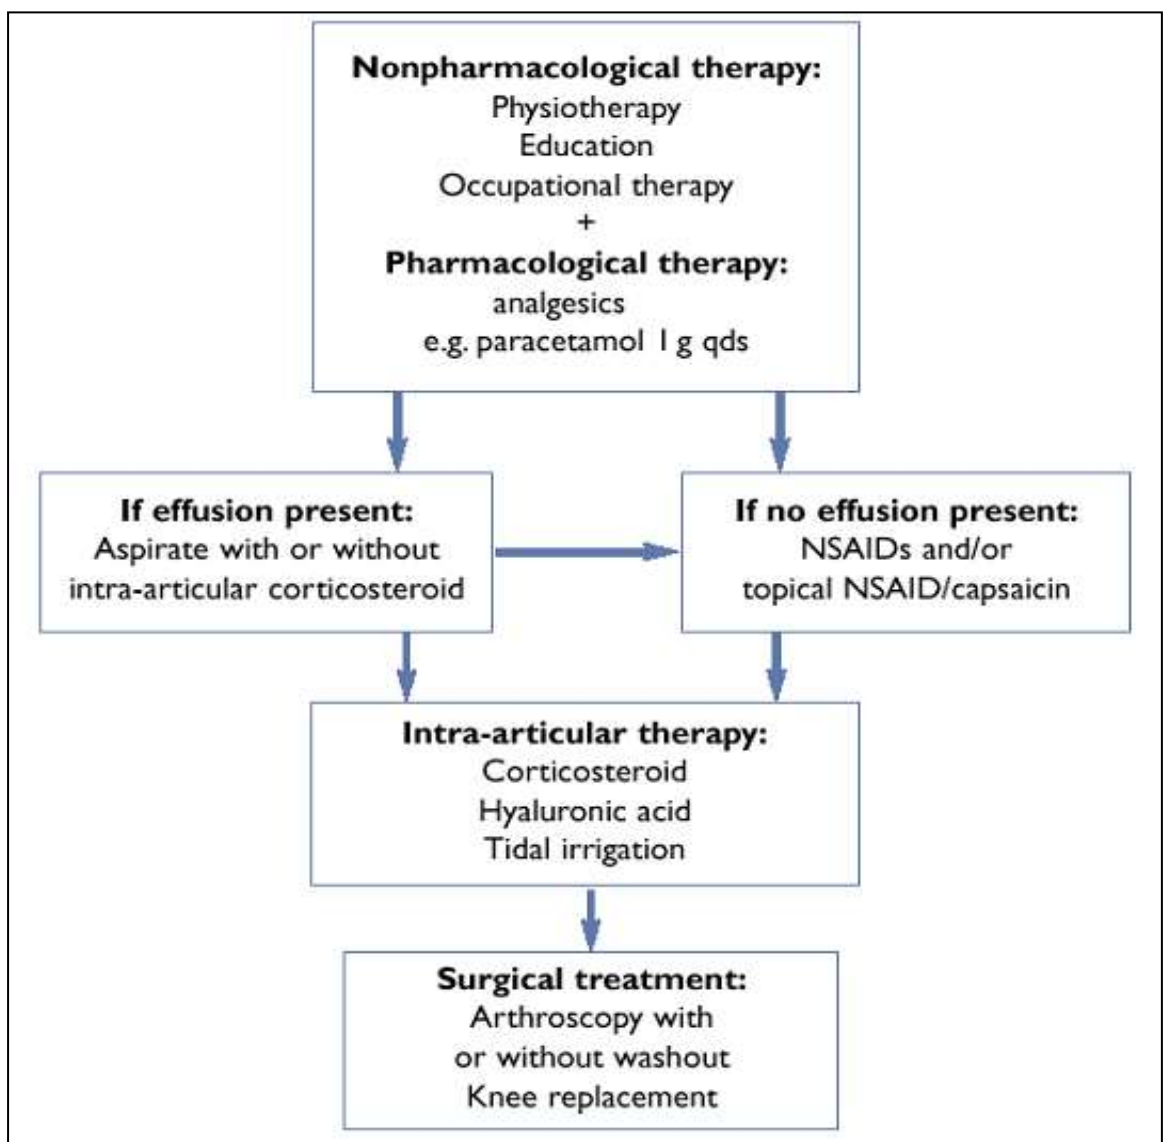 Nonpharmacological therapy:
Physiotherapy
Education
Occupational therapy
+
Pharmacological therapy:
analgesics
e.g. paracetamol 1 g qds
If effusion present:
Aspirate with or without
intra-articular corticosteroid
If no effusion present:
NSAIDs and/or
topical NSAID/capsaicin
Intra-articular therapy:
Corticosteroid
Hyaluronic acid
Tidal irrigation
Surgical treatment:
Arthroscopy with
or without washout
Knee replacement